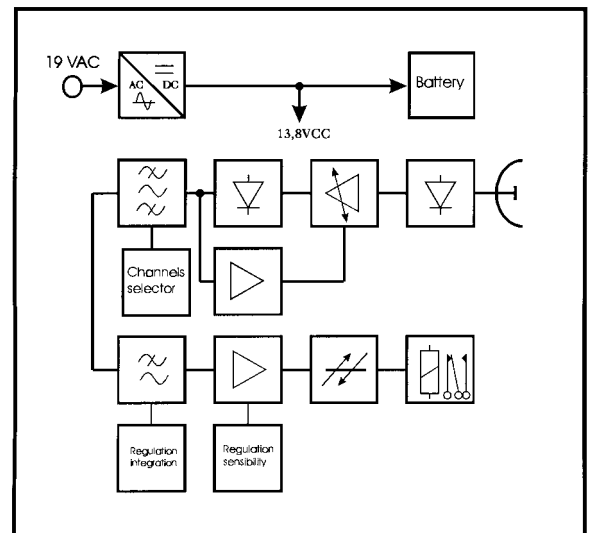 19 VAC
AC DC
Battery
13,8VCC
Channels
selector
Regulation
integration
Regulation
sensibility